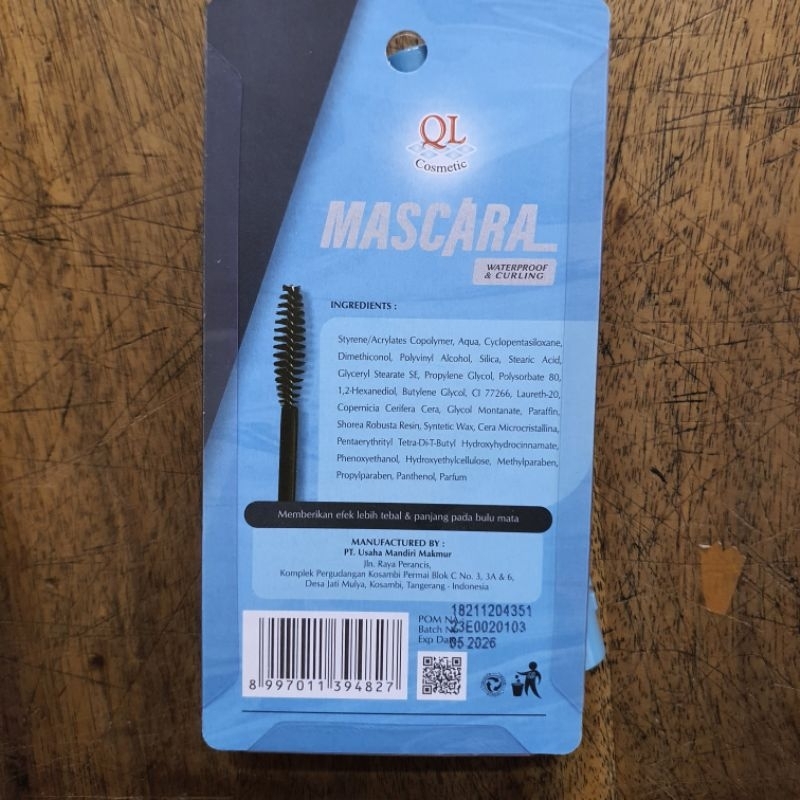 QL
Cosmetic
MASCARA
WATERPROOF
& CURLING
INGREDIENTS :
Styrene/Acrylates Copolymer, Aqua, Cyclopentasiloxane,
Dimethiconol, Polyvinyl Alcohol, Silica, Stearic Acid,
Glyceryl Stearate SE, Propylene Glycol, Polysorbate 80,
1,2-Hexanediol, Butylene Glycol, CI 77266, Laureth-20,
Copernicia Cerifera Cera, Glycol Montanate, Paraffin,
Shorea Robusta Resin, Syntetic Wax, Cera Microcristallina,
Pentaerythrityl Tetra-Di-T-Butyl Hydroxyhydrocinnamate,
Phenoxyethanol, Hydroxyethylcellulose, Methylparaben,
Propylparaben, Panthenol, Parfum
Memberikan efek lebih tebal & panjang pada bulu mata
MANUFACTURED BY :
PT. Usaha Mandiri Makmur
Jln. Raya Perancis,
Komplek Pergudangan Kosambi Permai Blok C No. 3, 3A & 6,
Desa Jati Mulya, Kosambi, Tangerang - Indonesia
POM NA 18211204351
Batch 23E0020103
Exp 05 2026
8 997011 394827